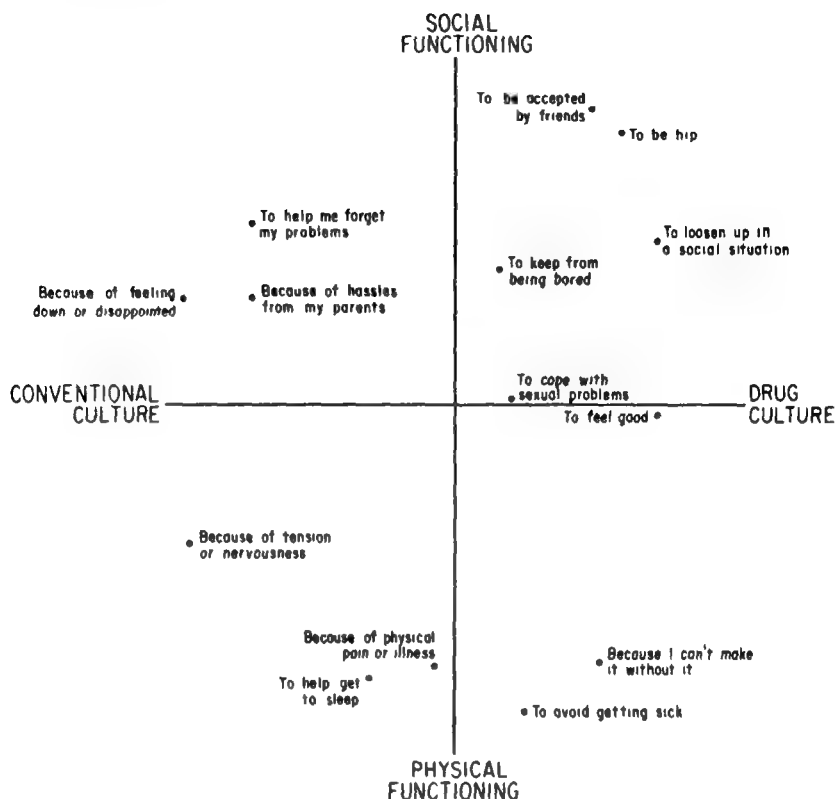 SOCIAL
FUNCTIONING
To be accepted
by friends
To be hip
To help me forget
my problems
To loosen up in
a social situation
To keep from
being bored
Because of feeling
down or disappointed
Because of hassles
from my parents
CONVENTIONAL
CULTURE
To cope with
sexual problems
To feel good
DRUG
CULTURE
Because of tension
or nervousness
Because of physical
pain or illness
To help get
to sleep
Because I can't make
it without it
To avoid getting sick
PHYSICAL
FUNCTIONING